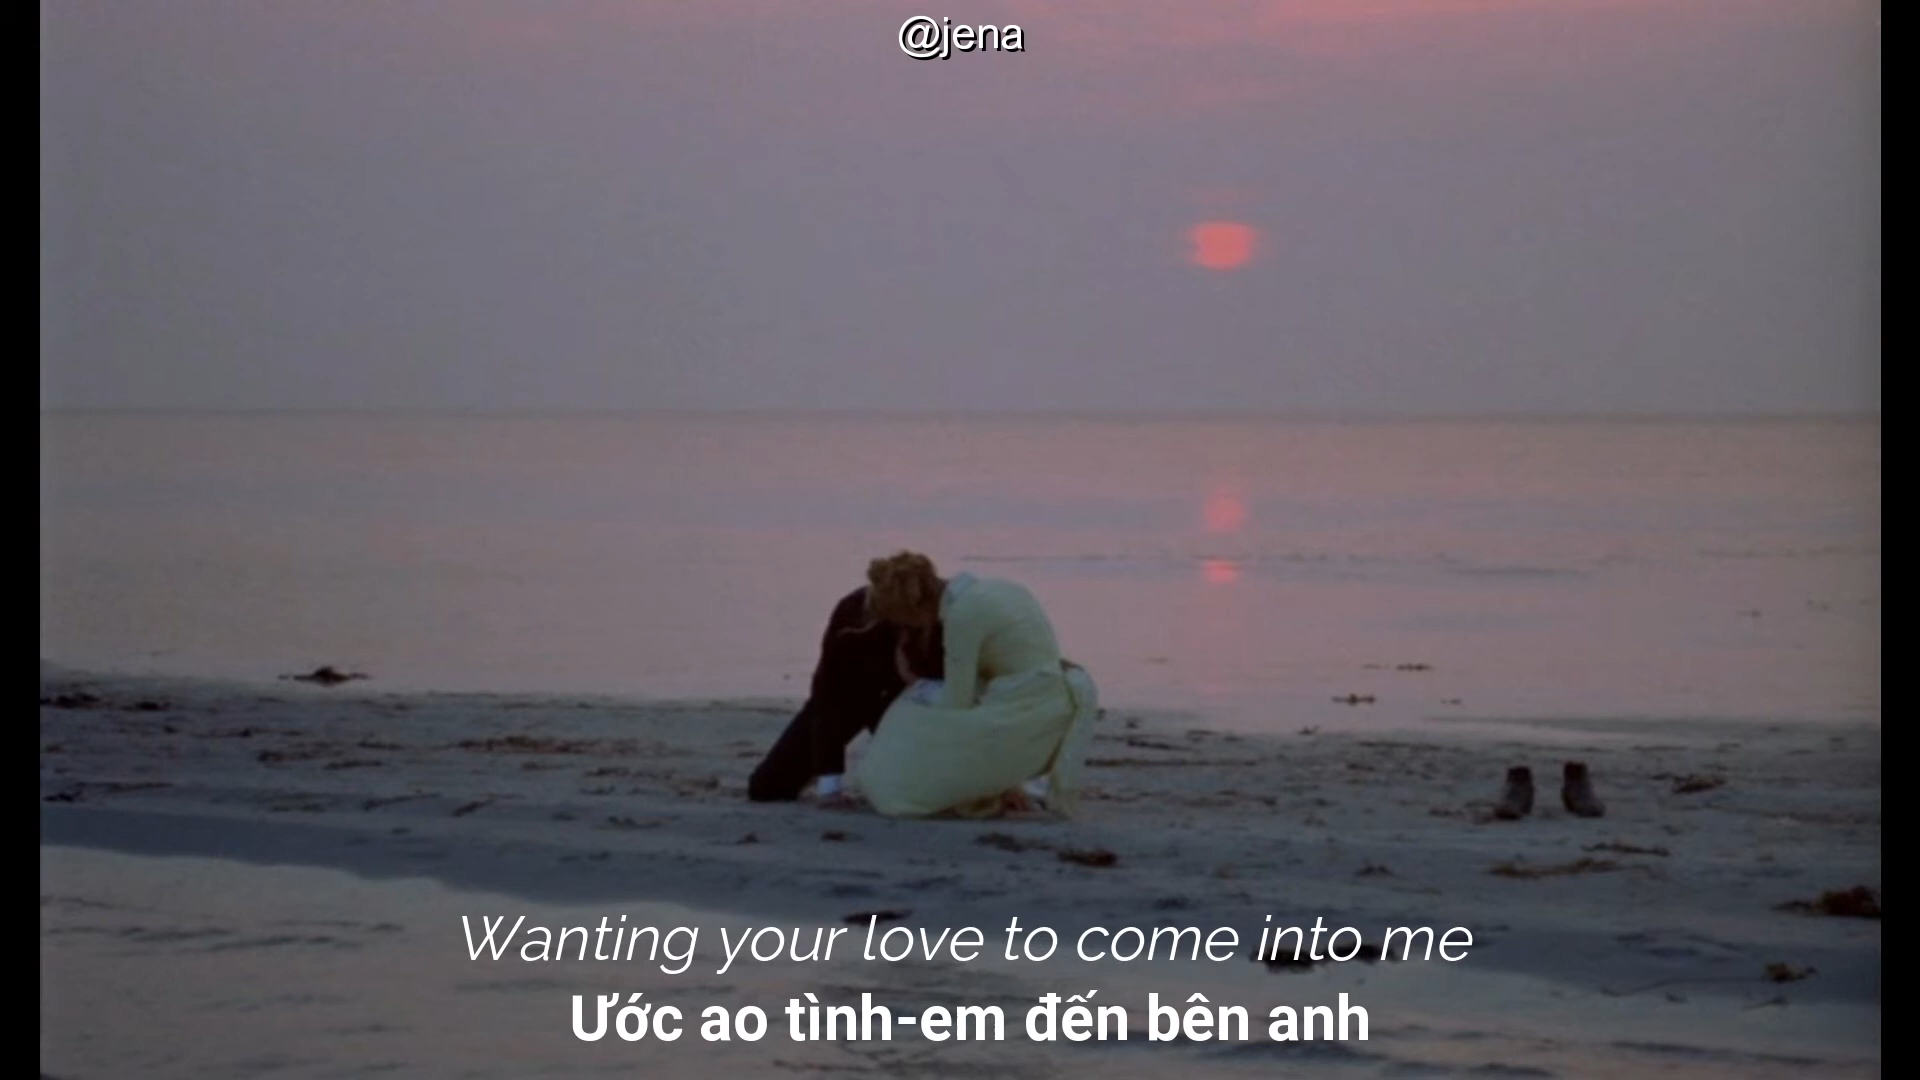 @jena
Wanting your love to come into me
Ước ao tình-em đến bên anh